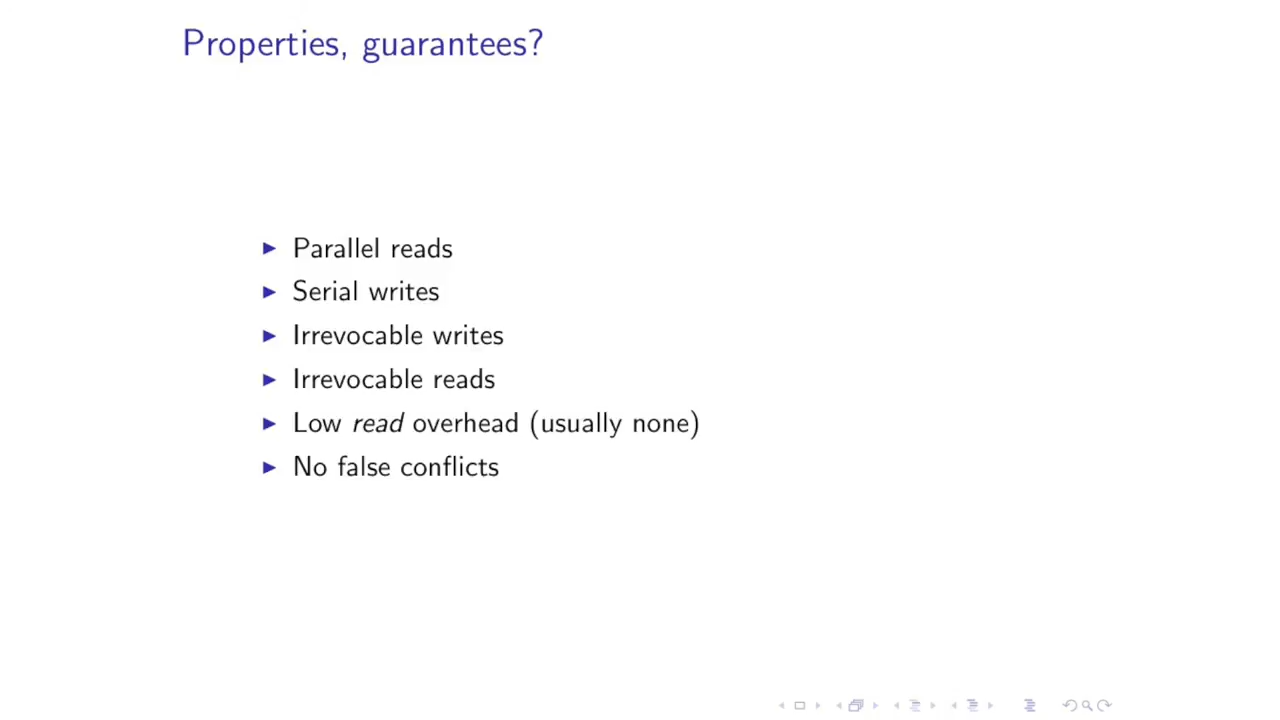 Properties, guarantees?
Parallel reads
Serial writes
Irrevocable writes
Irrevocable reads
Low read overhead (usually none)
No false conflicts